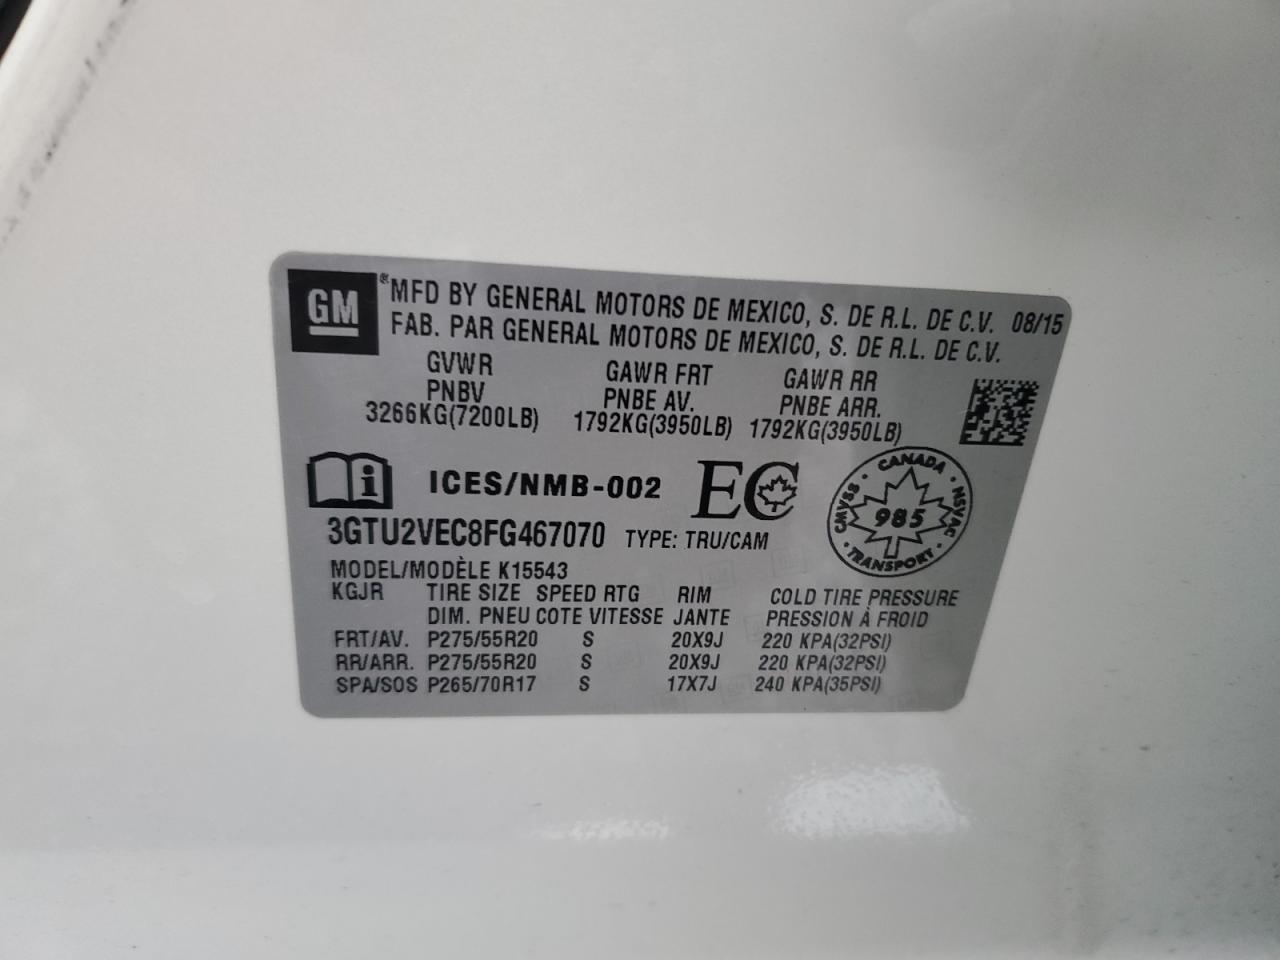 GM ® MFD BY GENERAL MOTORS DE MEXICO, S. DE R.L. DE C.V. 08/15
FAB. PAR GENERAL MOTORS DE MEXICO, S. DE R.L. DE C.V.
GVWR GAWR FRT GAWR RR
PNBV PNBE AV. PNBE ARR.
3266KG(7200LB) 1792KG(3950LB) 1792KG(3950LB)
i ICES/NMB-002 EC CANADA CMVSS 985 NSVAC TRANSPORT
3GTU2VEC8FG467070 TYPE: TRU/CAM
MODEL/MODÈLE K15543
KGJR TIRE SIZE SPEED RTG RIM COLD TIRE PRESSURE
DIM. PNEU COTE VITESSE JANTE PRESSION À FROID
FRT/AV. P275/55R20 S 20X9J 220 KPA(32PSI)
RR/ARR. P275/55R20 S 20X9J 220 KPA(32PSI)
SPA/SOS P265/70R17 S 17X7J 240 KPA(35PSI)